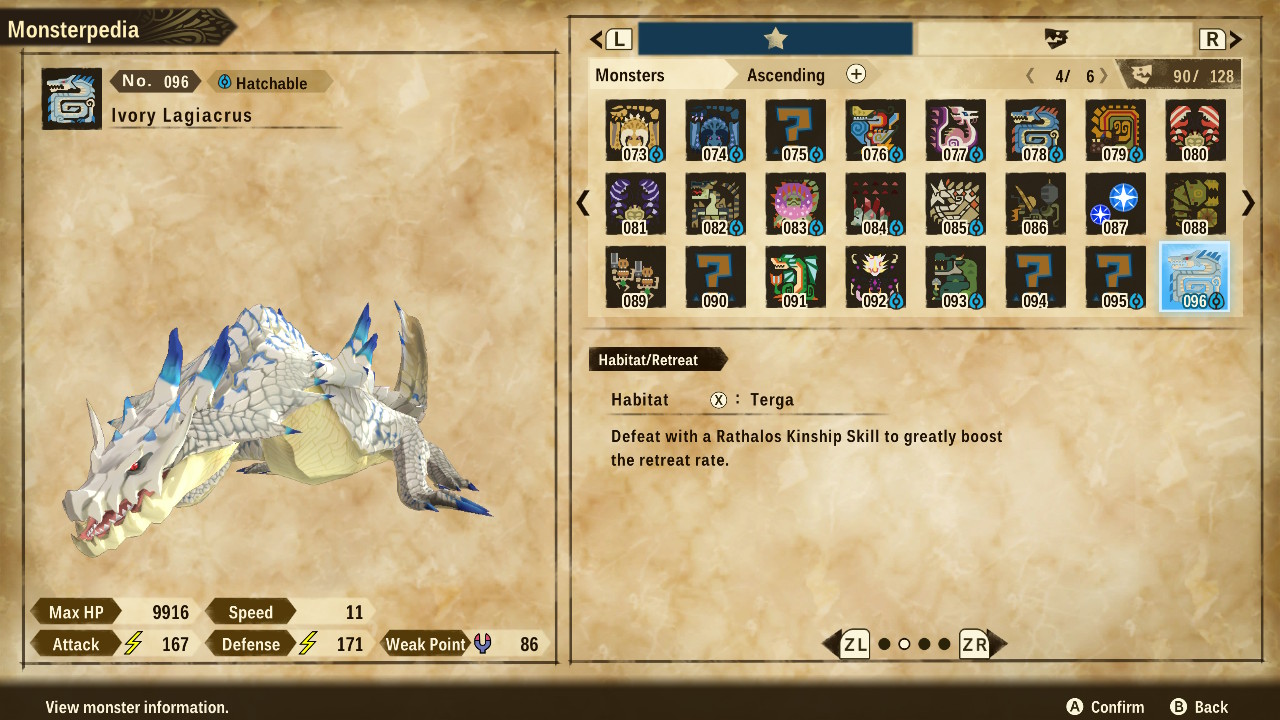 Monsterpedia
No. 096
Hatchable
Ivory Lagiacrus
Max HP 9916
Speed 11
Attack 167
Defense 171
Weak Point 86
L
R
Monsters
Ascending
4/ 6
90/ 128
073 074 075 076 077 078 079 080
081 082 083 084 085 086 087 088
089 090 091 092 093 094 095 096
Habitat/Retreat
Habitat X : Terga
Defeat with a Rathalos Kinship Skill to greatly boost
the retreat rate.
ZL ZR
View monster information.
A Confirm B Back